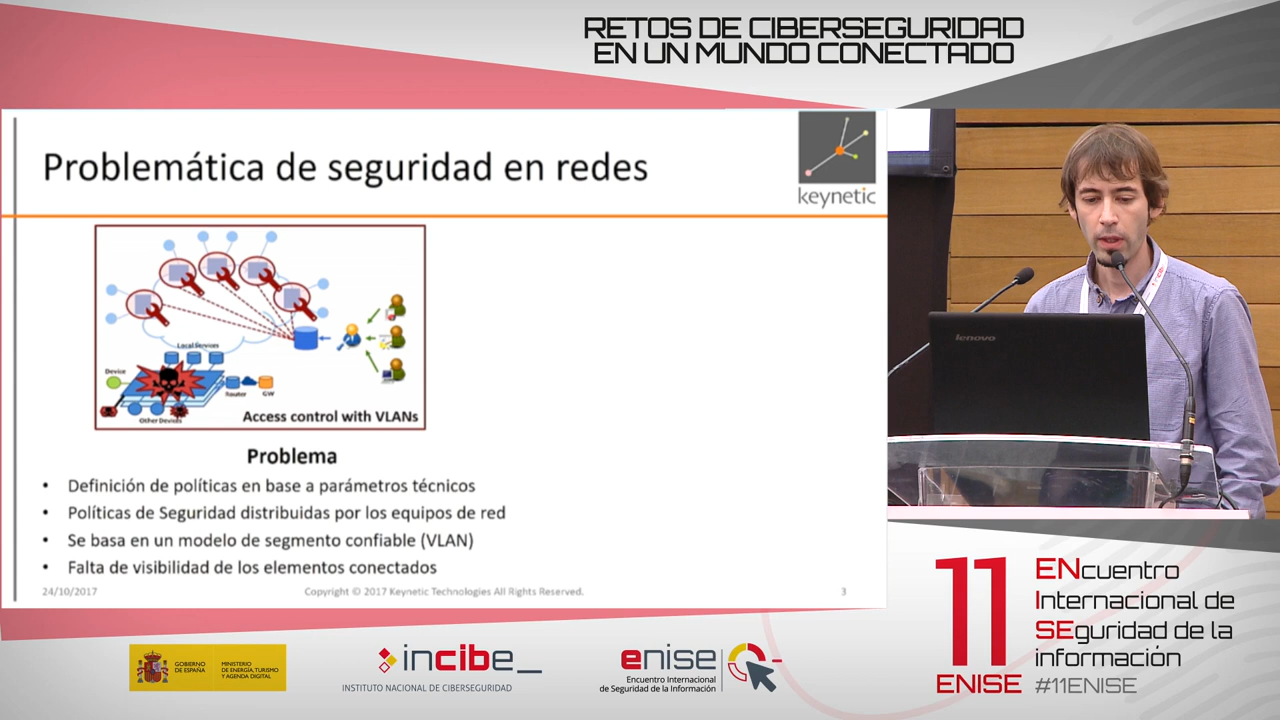 RETOS DE CIBERSEGURIDAD
EN UN MUNDO CONECTADO
Problemática de seguridad en redes
keynetic
Local Services
Device
Router
GW
Other Devices
Access control with VLANs
Problema
• Definición de políticas en base a parámetros técnicos
• Políticas de Seguridad distribuidas por los equipos de red
• Se basa en un modelo de segmento confiable (VLAN)
• Falta de visibilidad de los elementos conectados
24/10/2017
Copyright © 2017 Keynetic Technologies All Rights Reserved.
3
lenovo
GOBIERNO
DE ESPAÑA
MINISTERIO
DE ENERGÍA, TURISMO
Y AGENDA DIGITAL
incibe_
INSTITUTO NACIONAL DE CIBERSEGURIDAD
enise
Encuentro Internacional
de Seguridad de la Información
11
ENISE
ENcuentro
Internacional de
SEguridad de la
información
#11ENISE